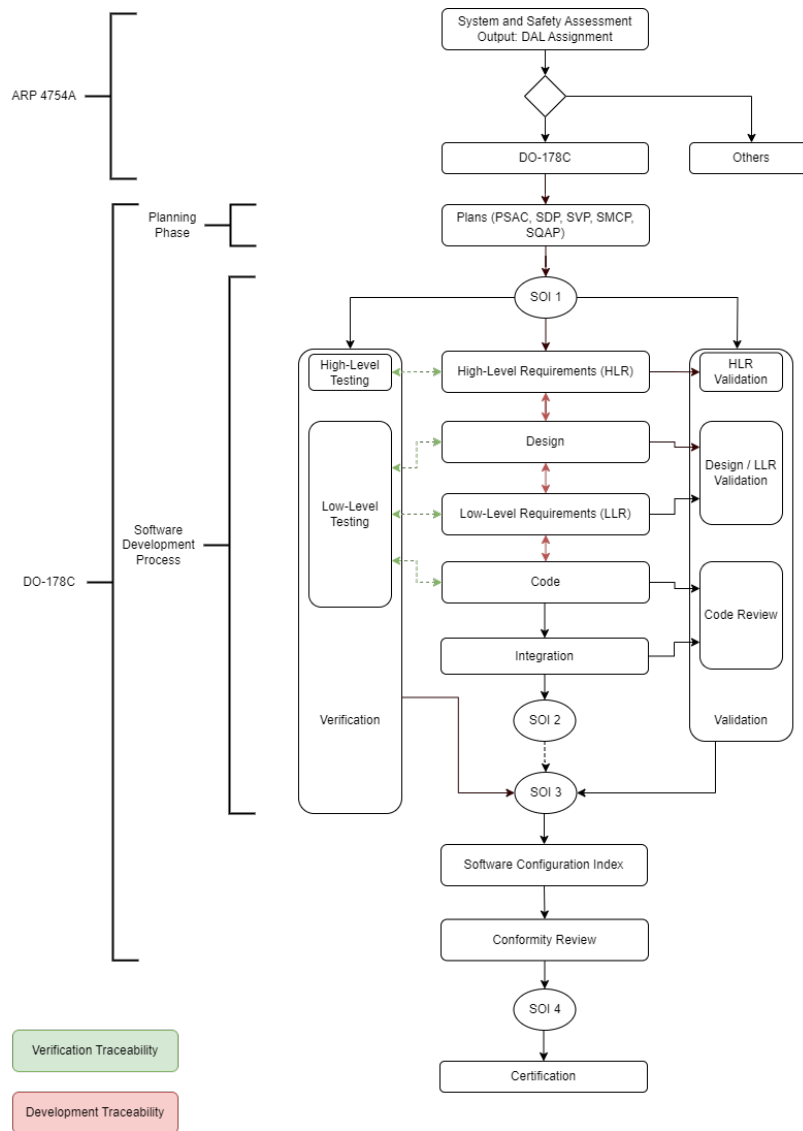 System and Safety Assessment
Output: DAL Assignment
ARP 4754A
DO-178C
Others
Planning
Phase
Plans (PSAC, SDP, SVP, SMCP,
SQAP)
SOI 1
High-Level
Testing
High-Level Requirements (HLR)
HLR
Validation
Design
Design / LLR
Validation
Low-Level
Testing
Low-Level Requirements (LLR)
Software
Development
Process
DO-178C
Code
Code Review
Integration
Verification
SOI 2
Validation
SOI 3
Software Configuration Index
Conformity Review
SOI 4
Verification Traceability
Certification
Development Traceability